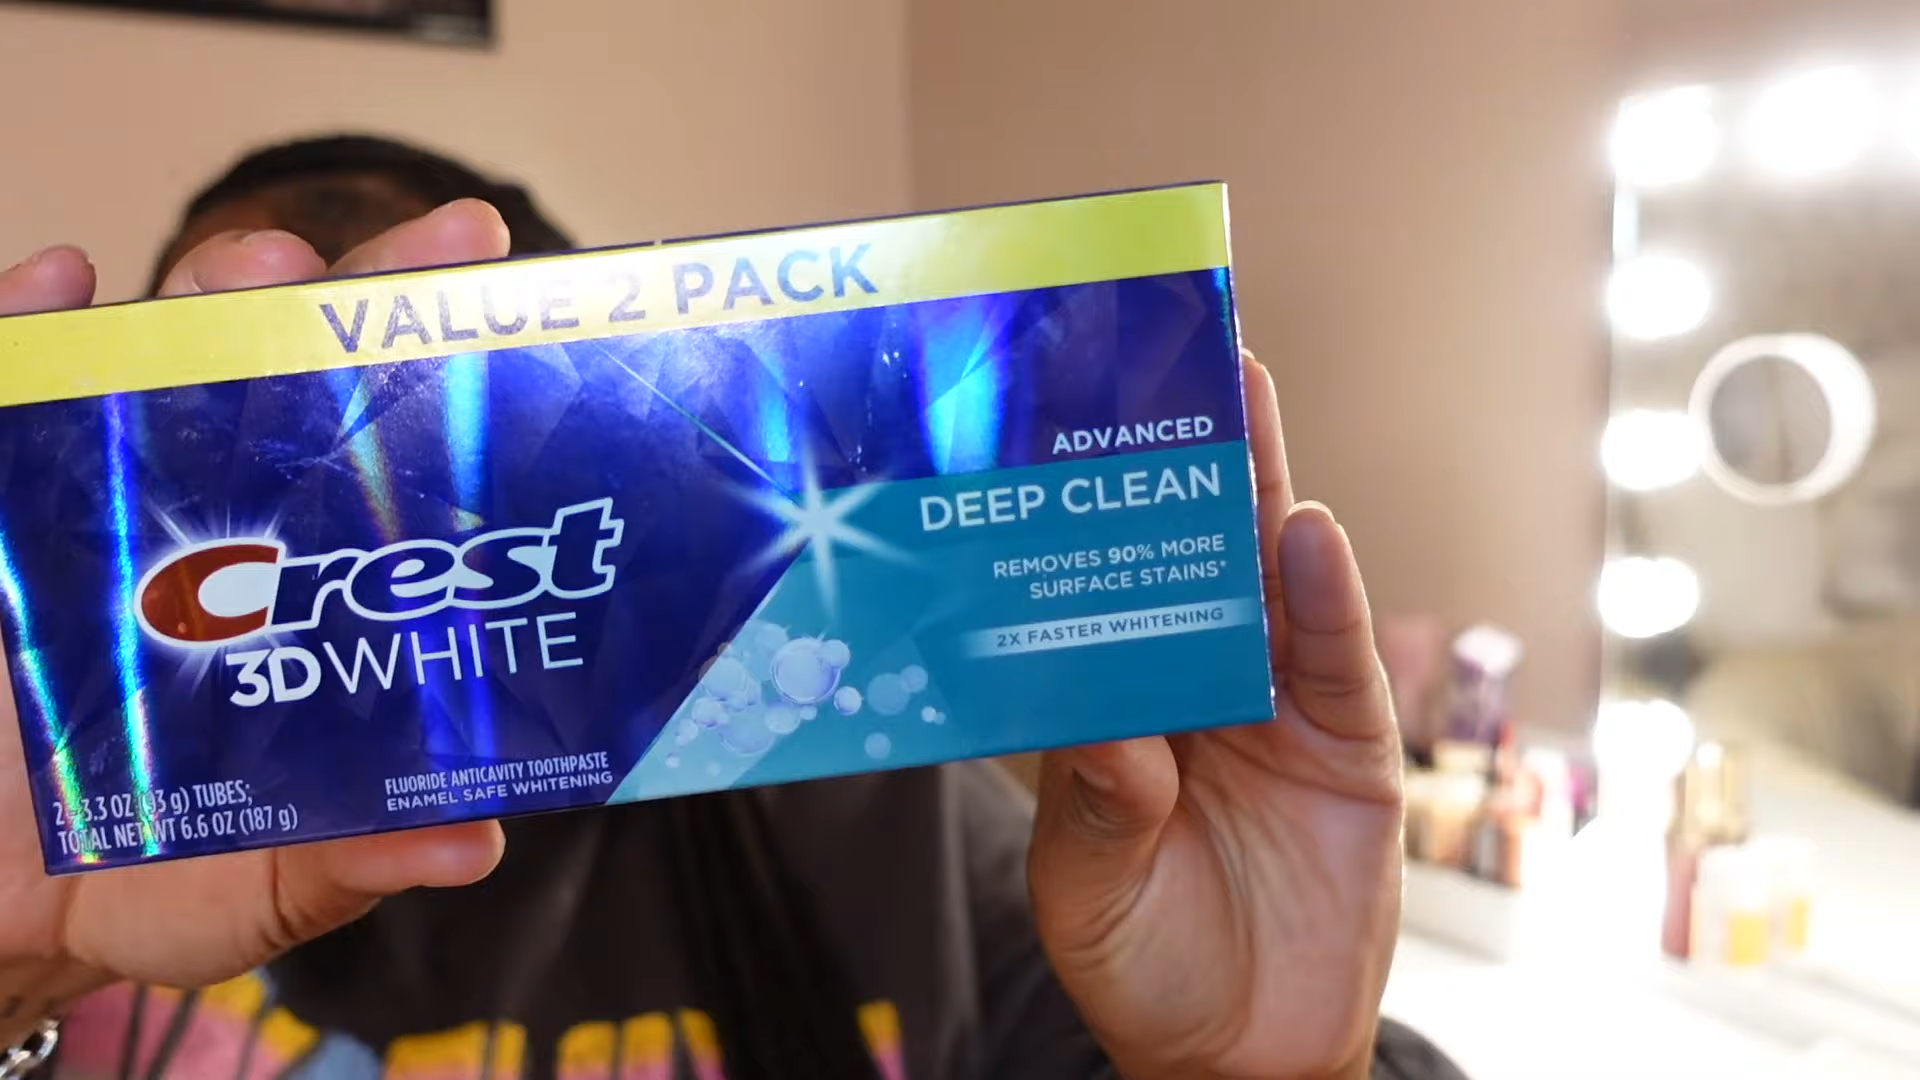 VALUE 2 PACK
ADVANCED
DEEP CLEAN
REMOVES 90% MORE
SURFACE STAINS*
2X FASTER WHITENING
Crest
3D WHITE
FLUORIDE ANTICAVITY TOOTHPASTE
ENAMEL SAFE WHITENING
2-3.3 OZ (93 g) TUBES;
TOTAL NET WT 6.6 OZ (187 g)